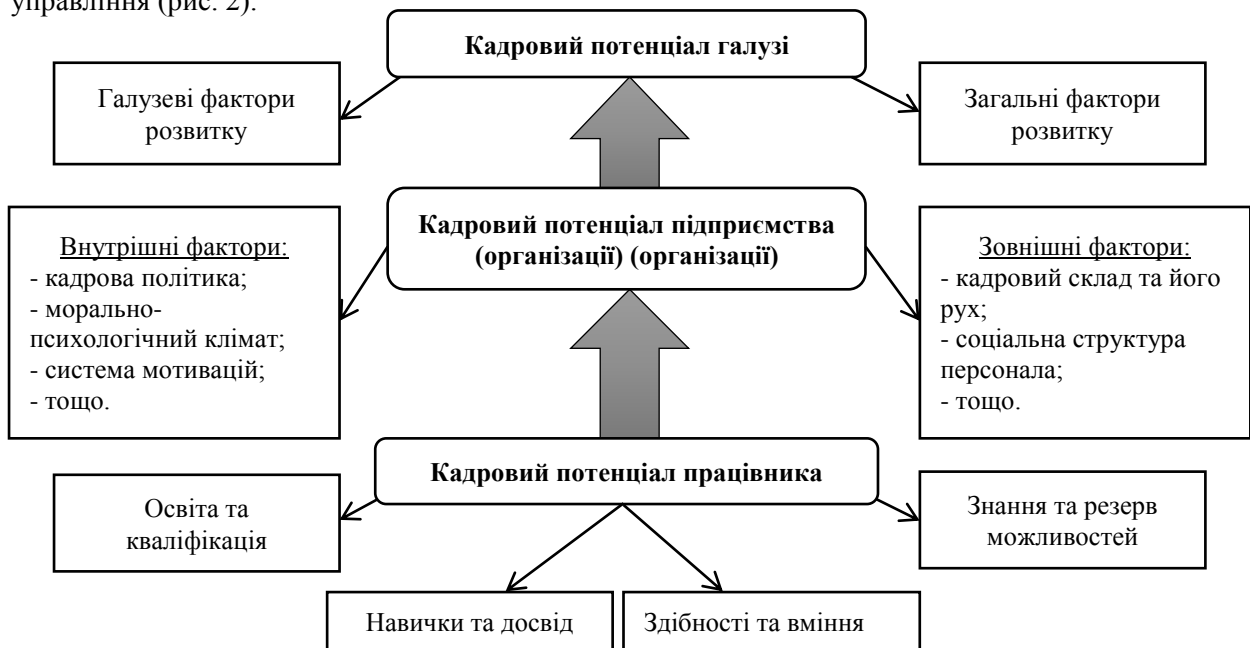 управління (рис. 2).
Кадровий потенціал галузі
Галузеві фактори
розвитку
Загальні фактори
розвитку
Кадровий потенціал підприємства
(організації) (організації)
Внутрішні фактори:
- кадрова політика;
- морально-
психологічний клімат;
- система мотивацій;
- тощо.
Зовнішні фактори:
- кадровий склад та його
рух;
- соціальна структура
персонала;
- тощо.
Кадровий потенціал працівника
Освіта та
кваліфікація
Знання та резерв
можливостей
Навички та досвід
Здібності та вміння